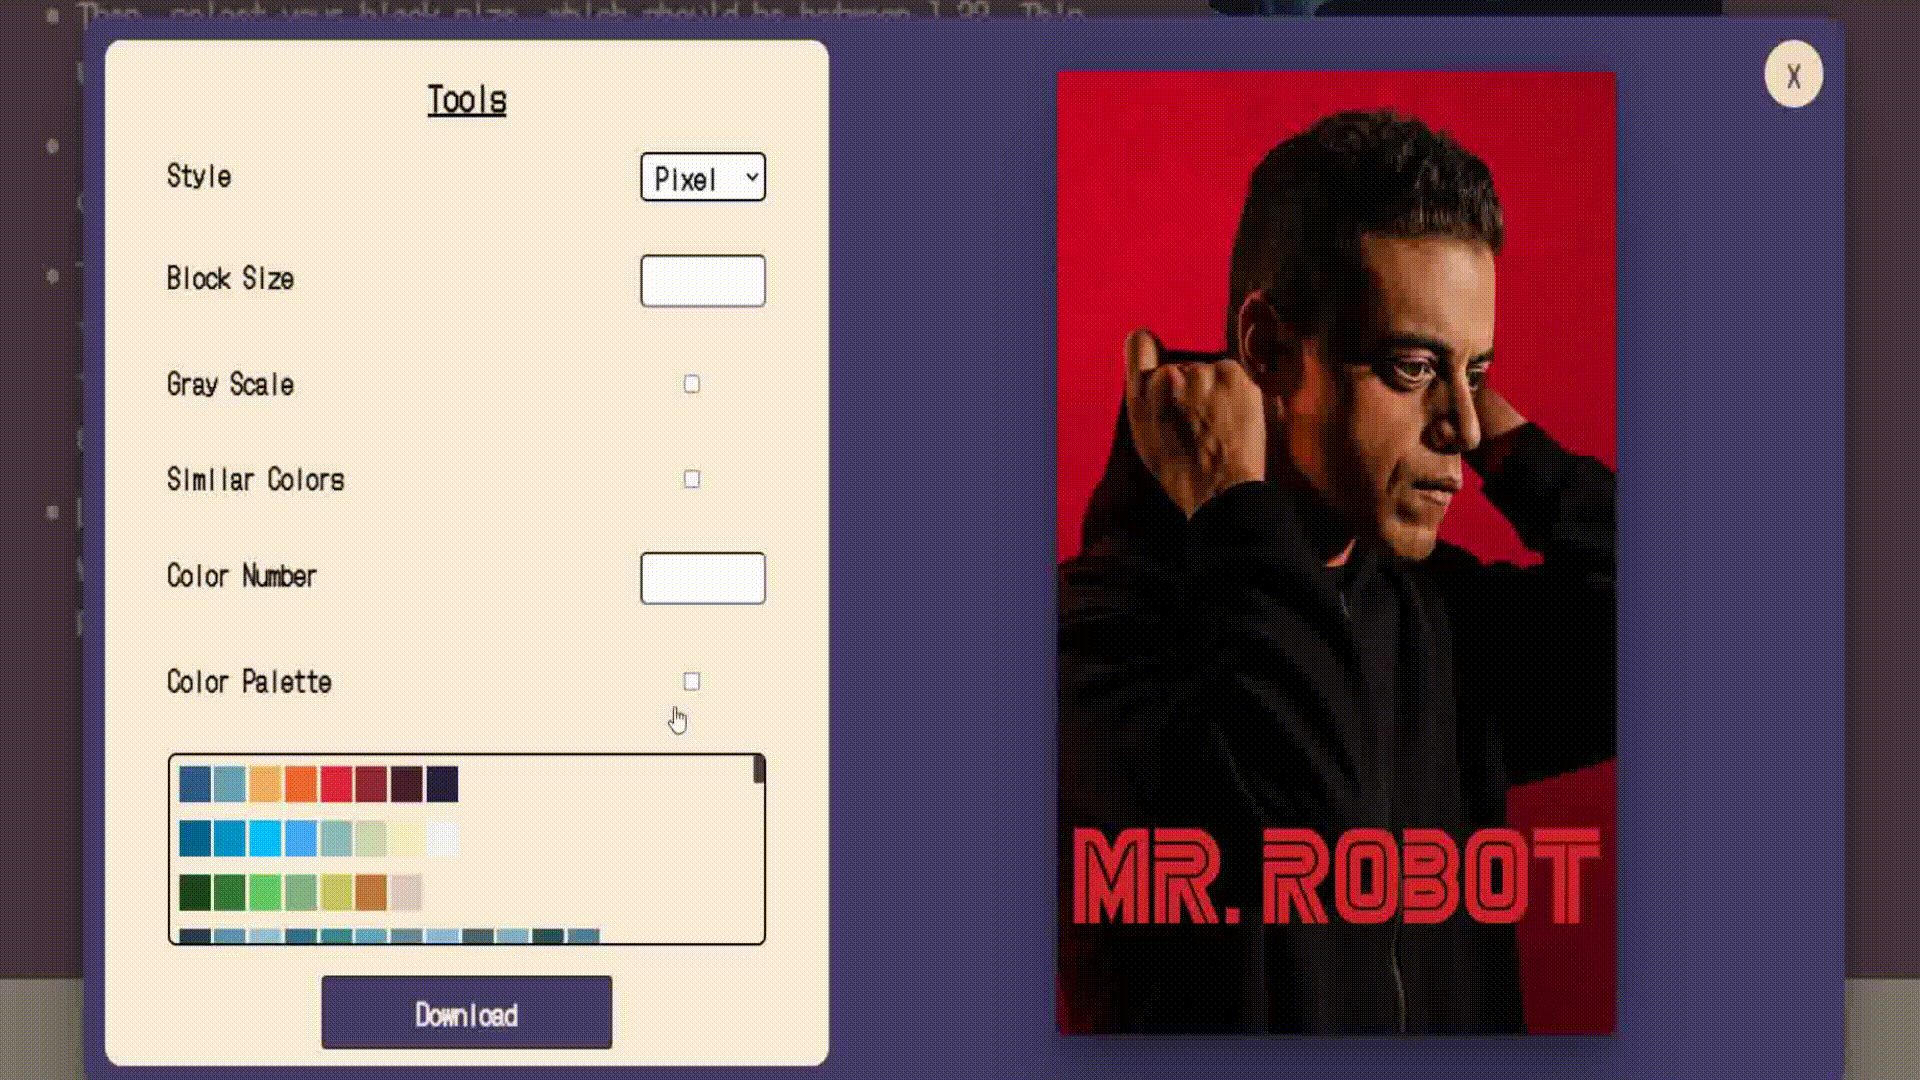 Then, select your block size, which should be between 1-32. This
Tools
X
Style
Pixel
Block Size
Gray Scale
Similar Colors
Color Number
Color Palette
Download
MR. ROBOT